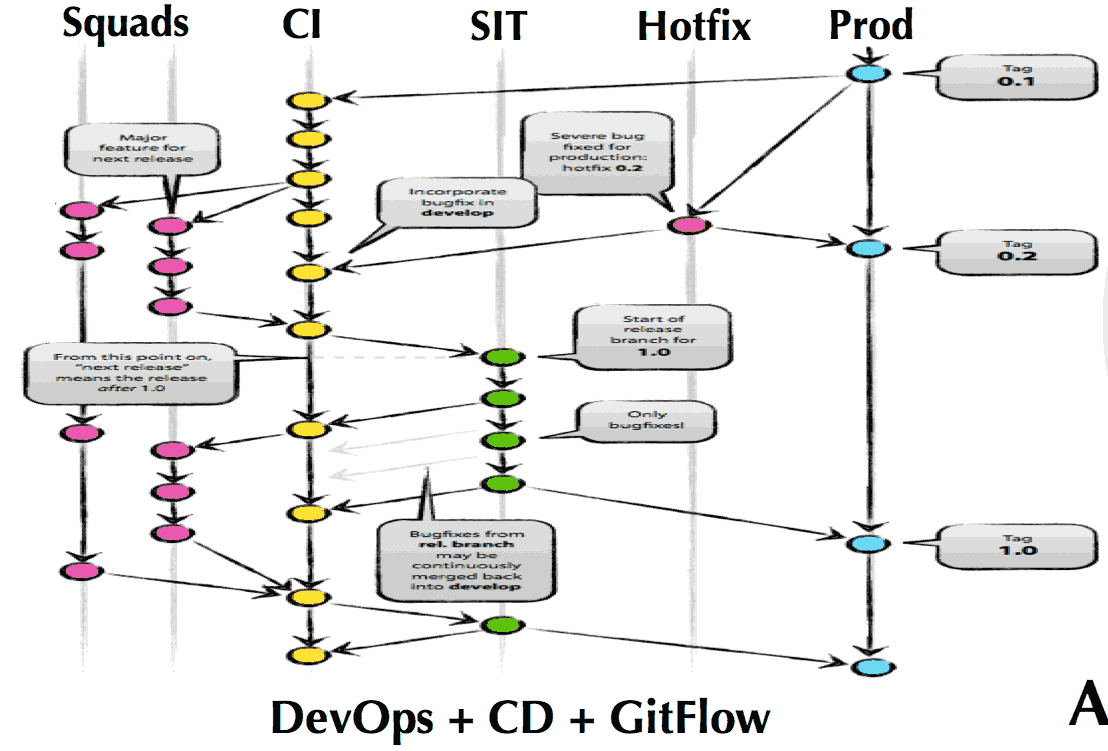 Squads CI SIT Hotfix Prod
Tag
0.1
Major
feature for
next release
Severe bug
fixed for
production:
hotfix 0.2
Incorporate
bugfix in
develop
Tag
0.2
Start of
release
branch for
1.0
From this point on,
"next release"
means the release
after 1.0
Only
bugfixes!
Bugfixes from
rel. branch
may be
continuously
merged back
into develop
Tag
1.0
DevOps + CD + GitFlow
A